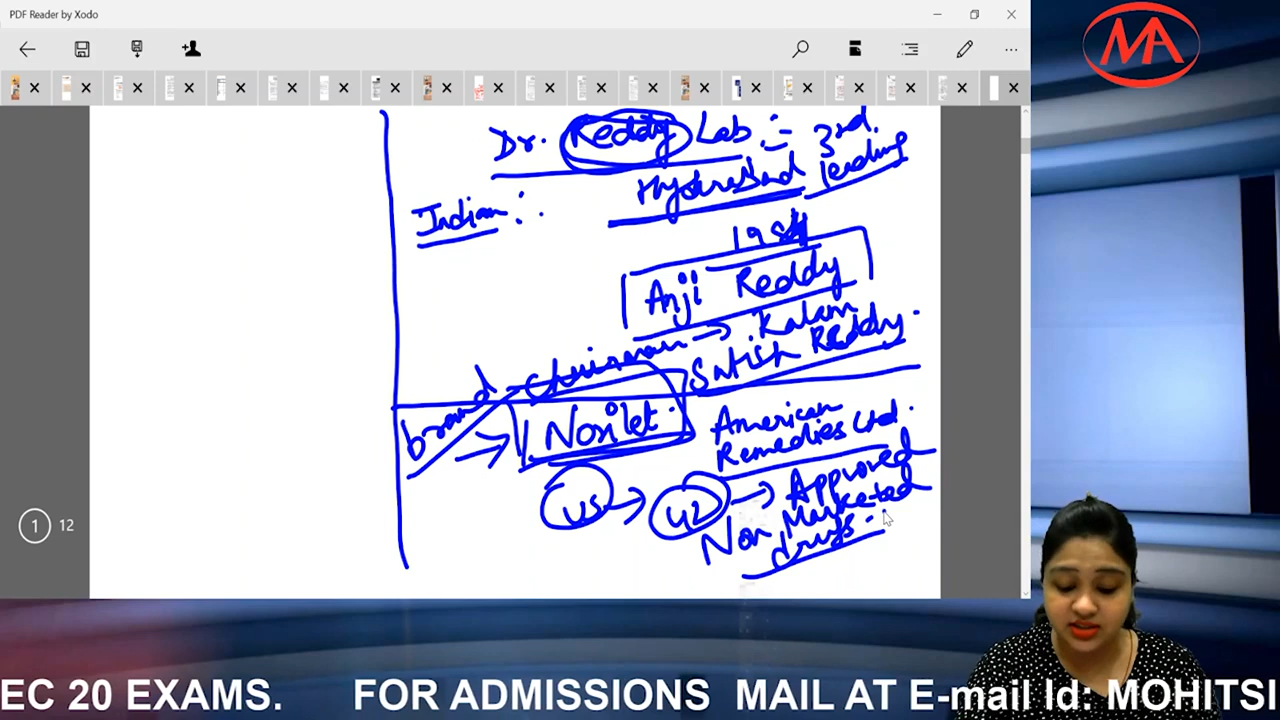 PDF Reader by Xodo
Dr. Reddy Lab :- 3rd leading
Hyderabad
Indian :.
1984
Anji Reddy
→ Kalam
Chairman Satish Reddy.
brand
→ Norilet. American Remedies Ltd.
US → 42 → Approved
Non Marketed
drugs
1 12
MA
EC 20 EXAMS. FOR ADMISSIONS MAIL AT E-mail Id: MOHITSI